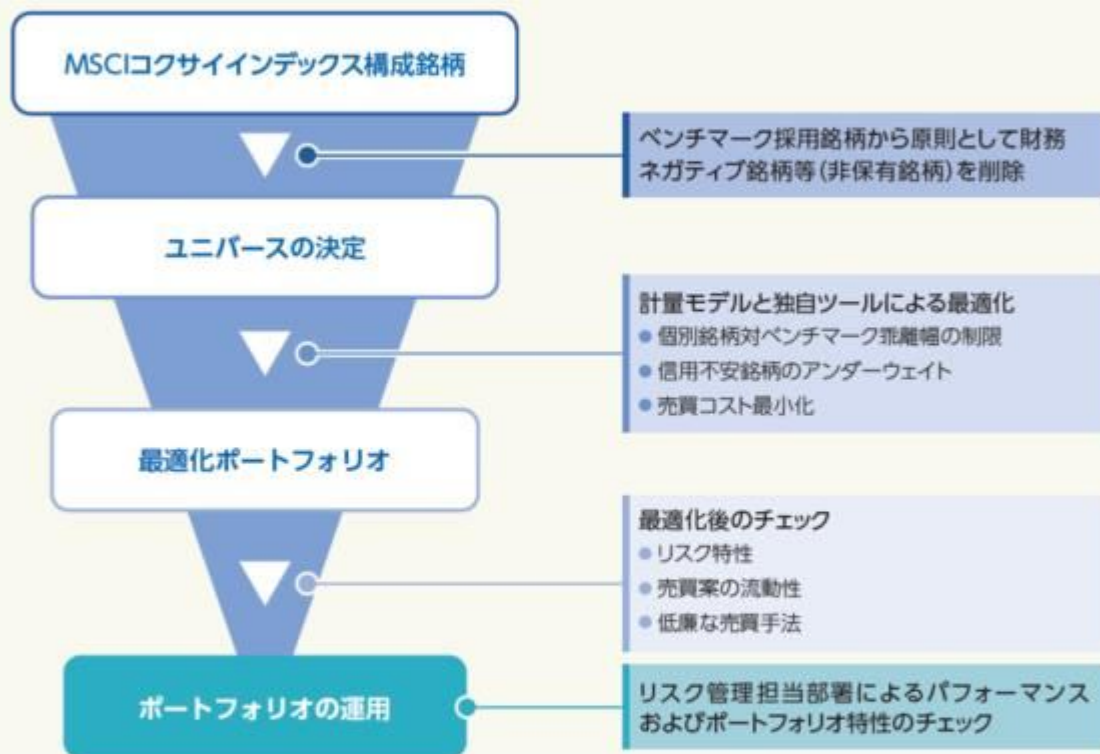 MSCIコクサイインデックス構成銘柄
ベンチマーク採用銘柄から原則として財務
ネガティブ銘柄等(非保有銘柄)を削除
ユニバースの決定
計量モデルと独自ツールによる最適化
● 個別銘柄対ベンチマーク乖離幅の制限
● 信用不安銘柄のアンダーウェイト
● 売買コスト最小化
最適化ポートフォリオ
最適化後のチェック
● リスク特性
● 売買案の流動性
● 低廉な売買手法
ポートフォリオの運用
リスク管理担当部署によるパフォーマンス
およびポートフォリオ特性のチェック